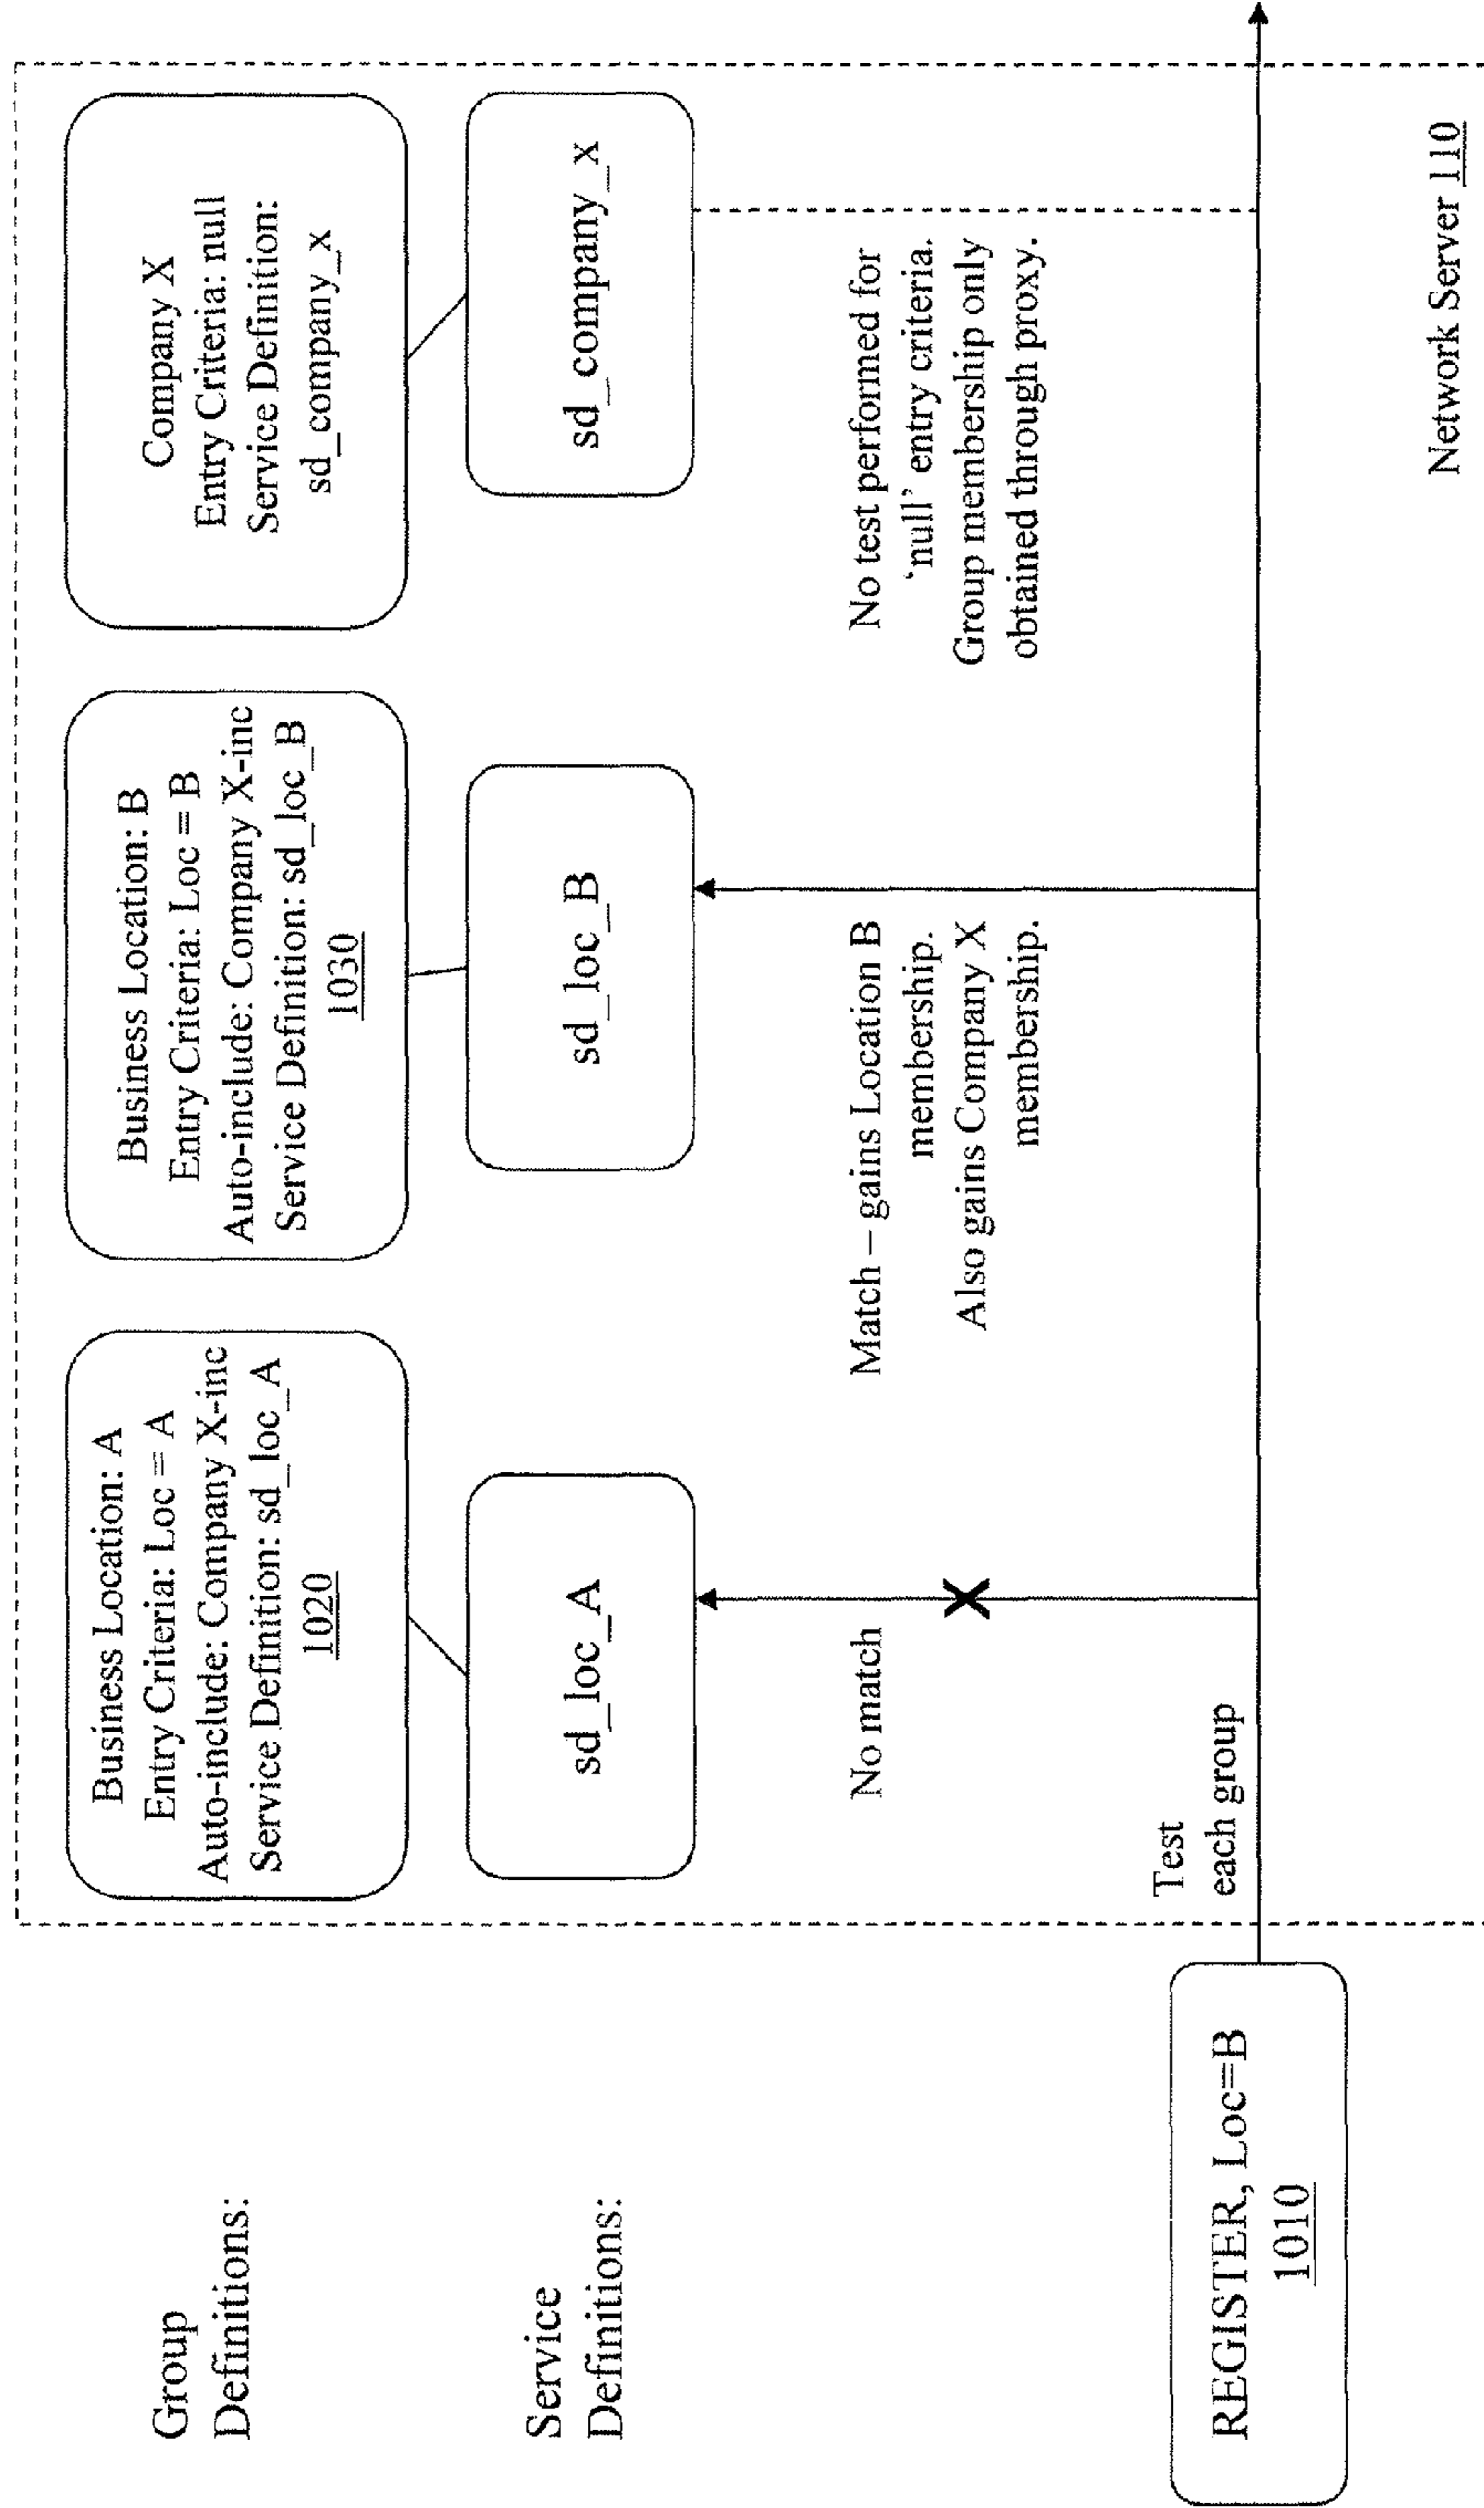 Group
Definitions:
Business Location: A
Entry Criteria: Loc = A
Auto-include: Company X-inc
Service Definition: sd_loc_A
1020
Business Location: B
Entry Criteria: Loc = B
Auto-include: Company X-inc
Service Definition: sd_loc_B
1030
Company X
Entry Criteria: null
Service Definition:
sd_company_x
Service
Definitions:
sd_loc_A
sd_loc_B
sd_company_x
No match
Match – gains Location B
membership.
Also gains Company X
membership.
No test performed for
‘null’ entry criteria.
Group membership only
obtained through proxy.
Test
each group
REGISTER, Loc=B
1010
Network Server 110